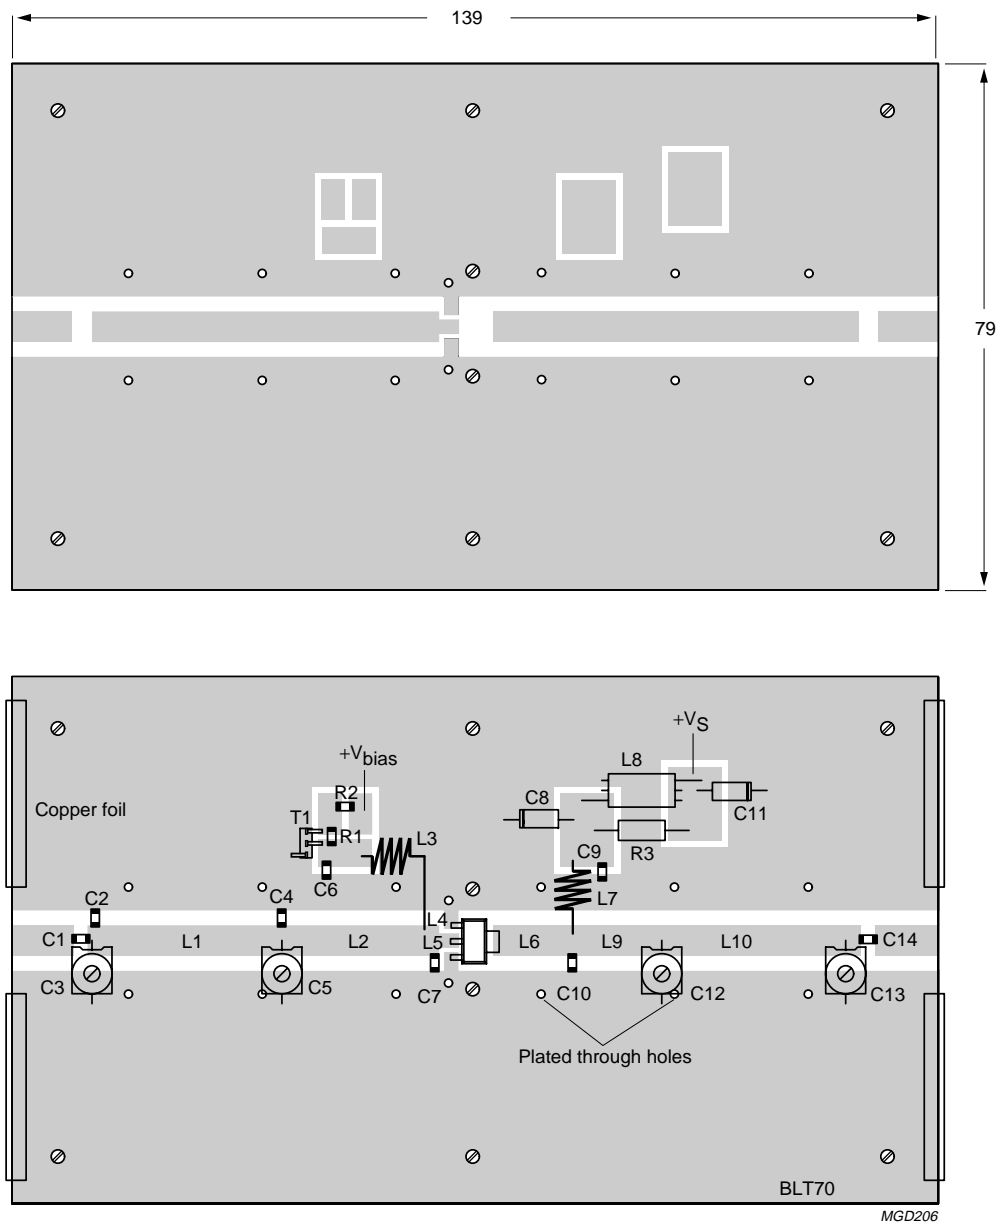 139
79
+VS
+Vbias
L8
R2
C8
C11
Copper foil
T1
R1
L3
R3
C9
C6
L7
C2
C4
L4
C1
L1
L2
L5
L6
L9
L10
C14
C3
C5
C7
C10
C12
C13
Plated through holes
BLT70
MGD206